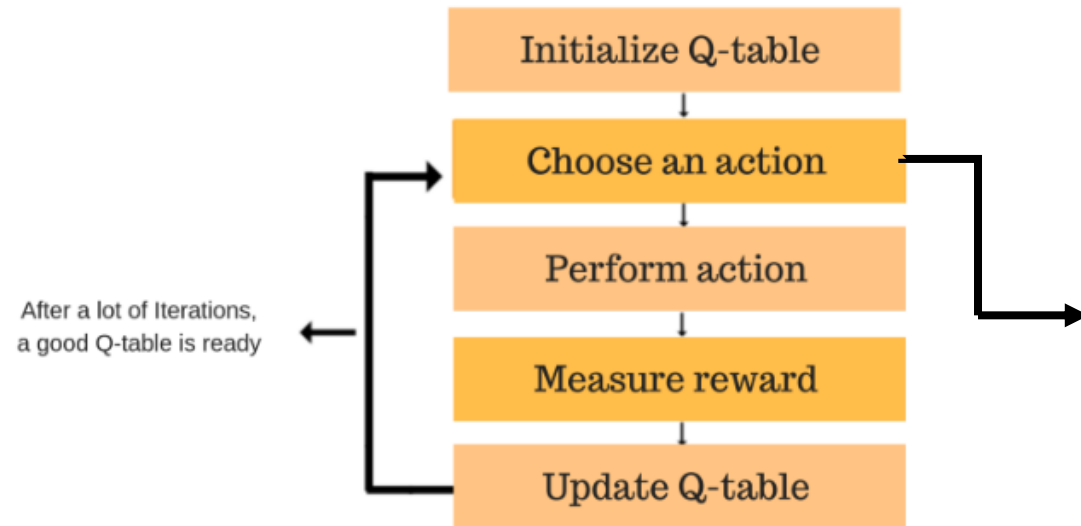 Initialize Q-table
Choose an action
Perform action
After a lot of Iterations,
a good Q-table is ready
Measure reward
Update Q-table